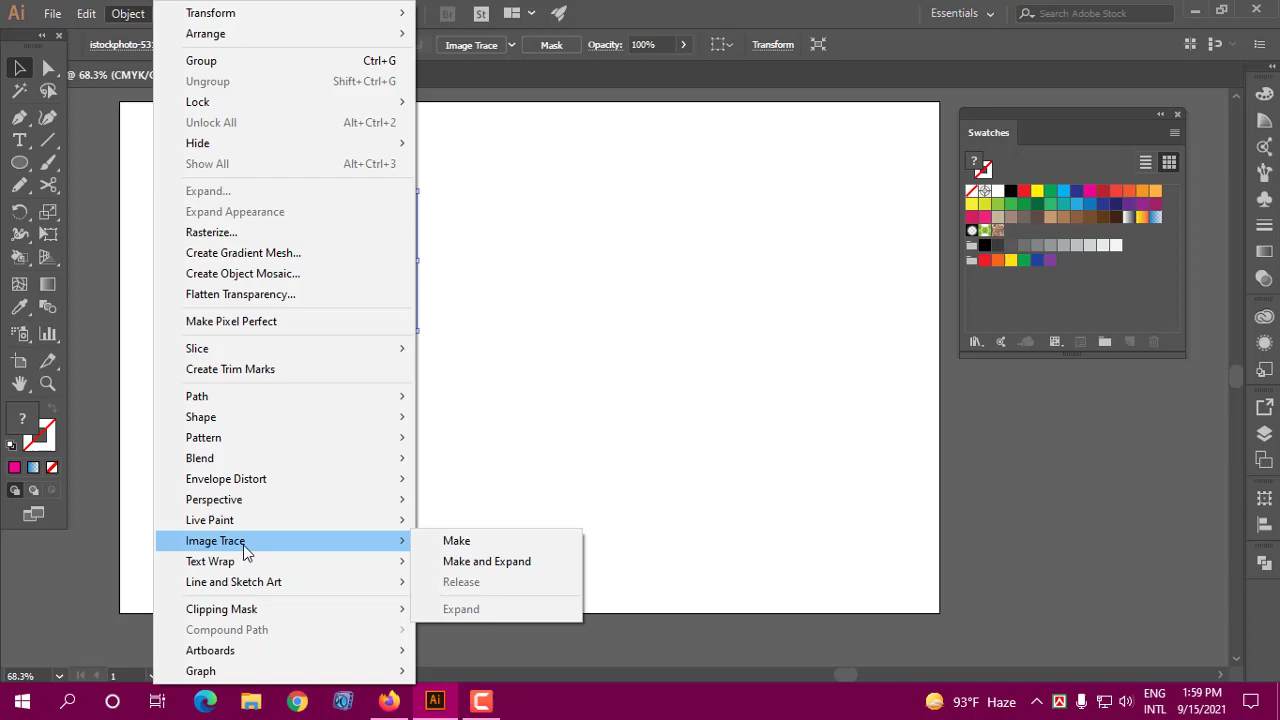 Ai File Edit Object Br St Essentials Search Adobe Stock
istockphoto-53 Image Trace Mask Opacity: 100% Transform
@ 68.3% (CMYK/
Transform
Arrange
Group Ctrl+G
Ungroup Shift+Ctrl+G
Lock
Unlock All Alt+Ctrl+2
Hide
Show All Alt+Ctrl+3
Expand...
Expand Appearance
Rasterize...
Create Gradient Mesh...
Create Object Mosaic...
Flatten Transparency...
Make Pixel Perfect
Slice
Create Trim Marks
Path
Shape
Pattern
Blend
Envelope Distort
Perspective
Live Paint
Image Trace
Text Wrap
Line and Sketch Art
Clipping Mask
Compound Path
Artboards
Graph
Make
Make and Expand
Release
Expand
Swatches
?
?
68.3% 1
Ai 93°F Haze ENG 1:59 PM
INTL 9/15/2021